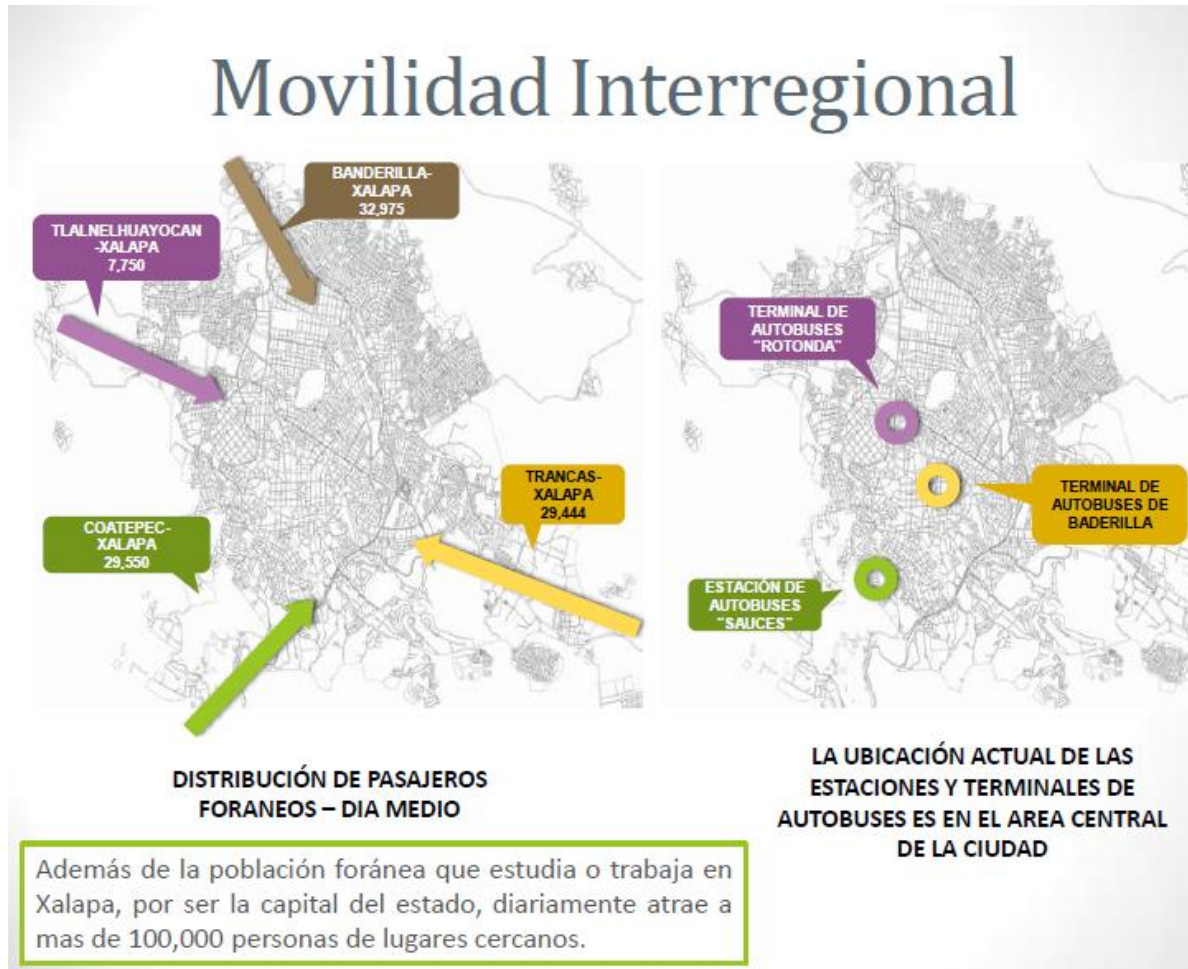 Movilidad Interregional
BANDERILLA-
XALAPA
32,975
TLALNELHUAYOCAN
-XALAPA
7,750
TRANCAS-
XALAPA
29,444
COATEPEC-
XALAPA
29,550
TERMINAL DE
AUTOBUSES
"ROTONDA"
TERMINAL DE
AUTOBUSES DE
BADERILLA
ESTACIÓN DE
AUTOBUSES
"SAUCES"
DISTRIBUCIÓN DE PASAJEROS
FORANEOS – DIA MEDIO
LA UBICACIÓN ACTUAL DE LAS
ESTACIONES Y TERMINALES DE
AUTOBUSES ES EN EL AREA CENTRAL
DE LA CIUDAD
Además de la población foránea que estudia o trabaja en
Xalapa, por ser la capital del estado, diariamente atrae a
mas de 100,000 personas de lugares cercanos.